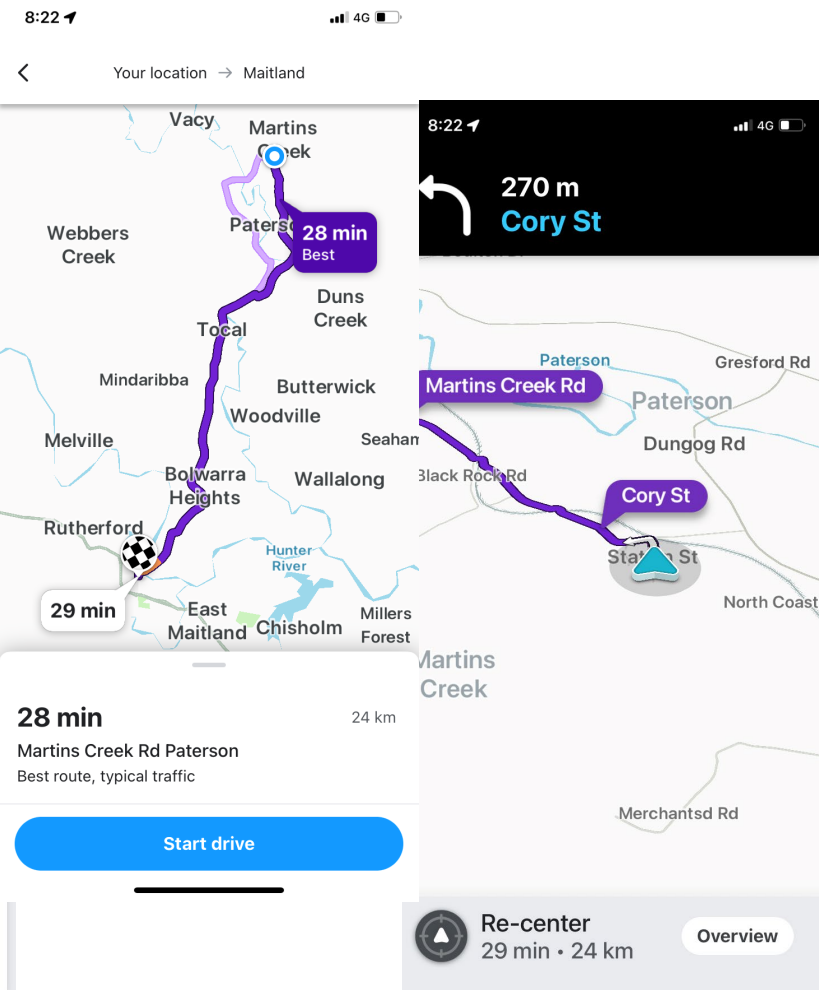 8:22
4G
Your location → Maitland
Vacy
Martins
Creek
Webbers
Creek
28 min
Best
Duns
Creek
Tocal
Mindaribba
Butterwick
Woodville
Melville
Seaham
Bolwarra
Heights
Wallalong
Rutherford
Hunter
River
29 min
East
Maitland
Chisholm
Millers
Forest
28 min
24 km
Martins Creek Rd Paterson
Best route, typical traffic
Start drive
8:22
4G
270 m
Cory St
Paterson
Gresford Rd
Martins Creek Rd
Paterson
Dungog Rd
Black Rock Rd
Cory St
Station St
North Coast
Martins
Creek
Merchantsd Rd
Re-center
29 min • 24 km
Overview